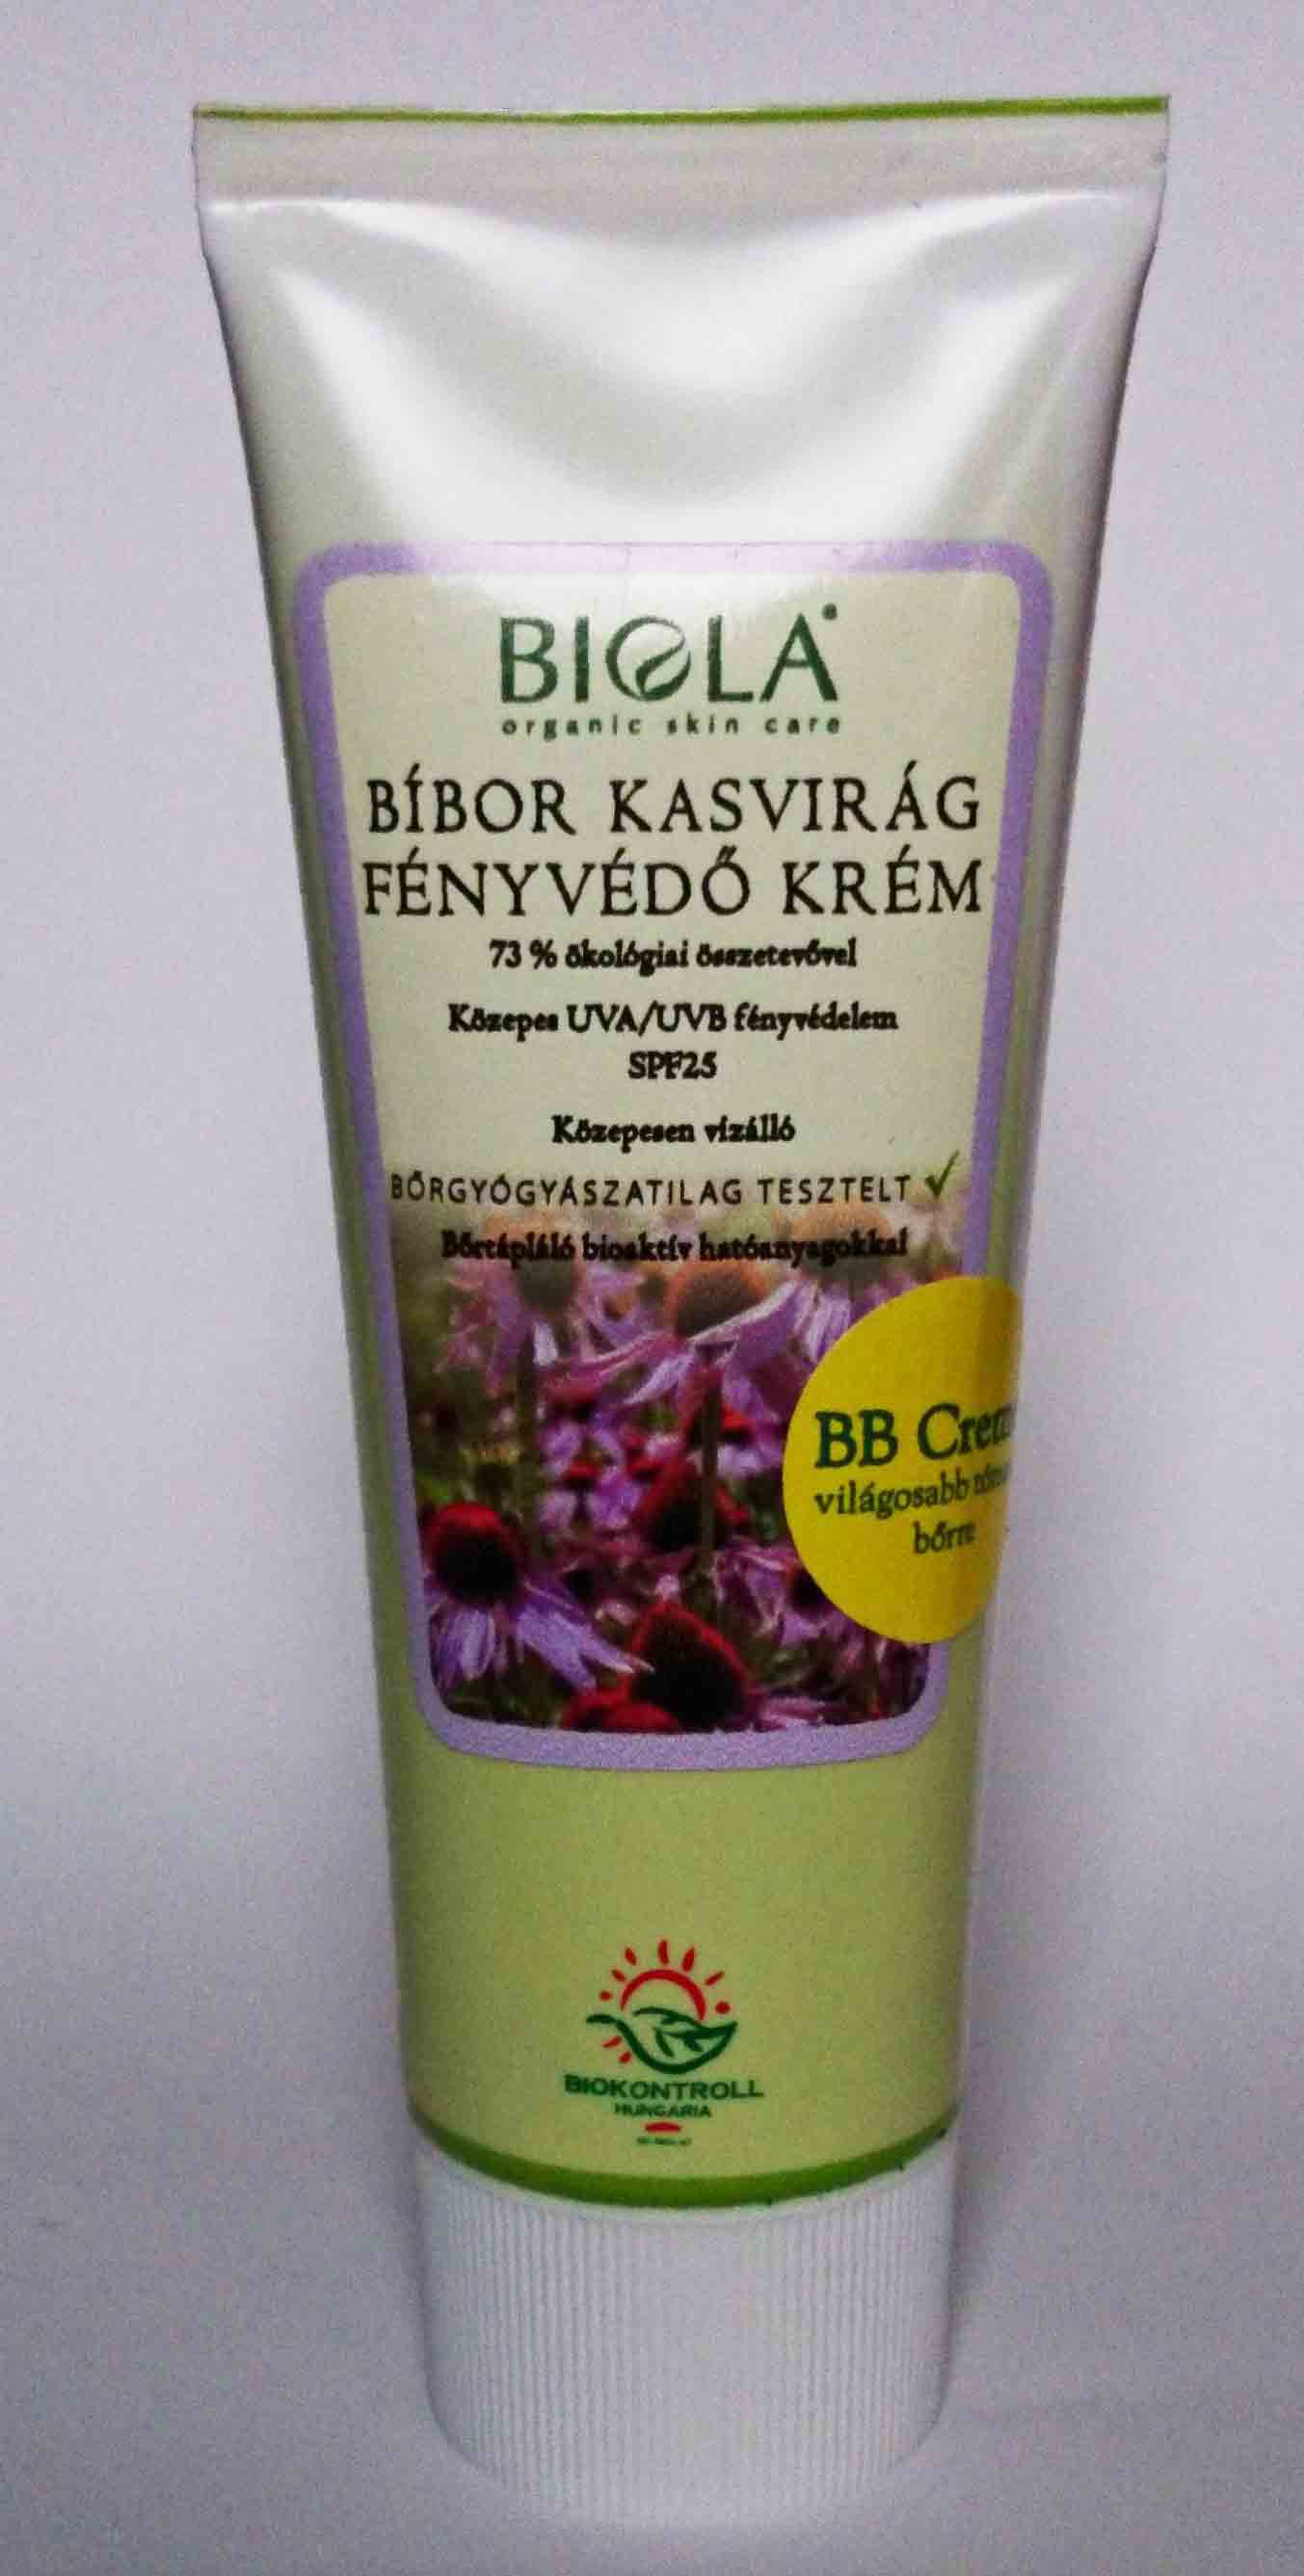 BIOLA
organic skin care
BÍBOR KASVIRÁG
FÉNYVÉDŐ KRÉM
73 % ökológiai összetevővel
Közepes UVA/UVB fényvédelem
SPF25
Közepesen vízálló
BŐRGYÓGYÁSZATILAG TESZTELT
Bőrtápláló bioaktív hatóanyagokkal
BB
világosabb
bőrre
BIOKONTROLL
HUNGARIA